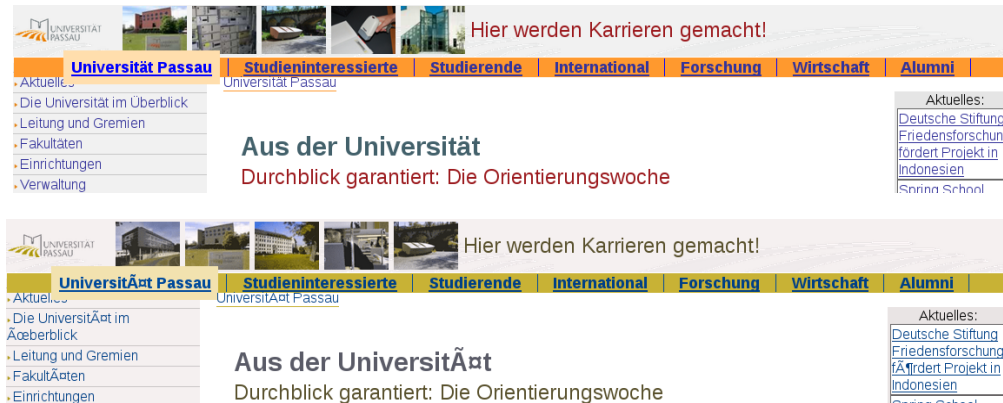 UNIVERSITÄT
PASSAU
Hier werden Karrieren gemacht!
Universität Passau
Studieninteressierte
Studierende
International
Forschung
Wirtschaft
Alumni
Aktuelles
Universität Passau
Die Universität im Überblick
Leitung und Gremien
Fakultäten
Einrichtungen
Verwaltung
Aus der Universität
Durchblick garantiert: Die Orientierungswoche
Aktuelles:
Deutsche Stiftung
Friedensforschun
fördert Projekt in
Indonesien
Spring School
UNIVERSITÄT
PASSAU
Hier werden Karrieren gemacht!
UniversitÃ¤t Passau
Studieninteressierte
Studierende
International
Forschung
Wirtschaft
Alumni
Aktuelles
UniversitÃ¤t Passau
Die UniversitÃ¤t im
Ãœberblick
Leitung und Gremien
FakultÃ¤ten
Einrichtungen
Aus der UniversitÃ¤t
Durchblick garantiert: Die Orientierungswoche
Aktuelles:
Deutsche Stiftung
Friedensforschung
fÃ¶rdert Projekt in
Indonesien